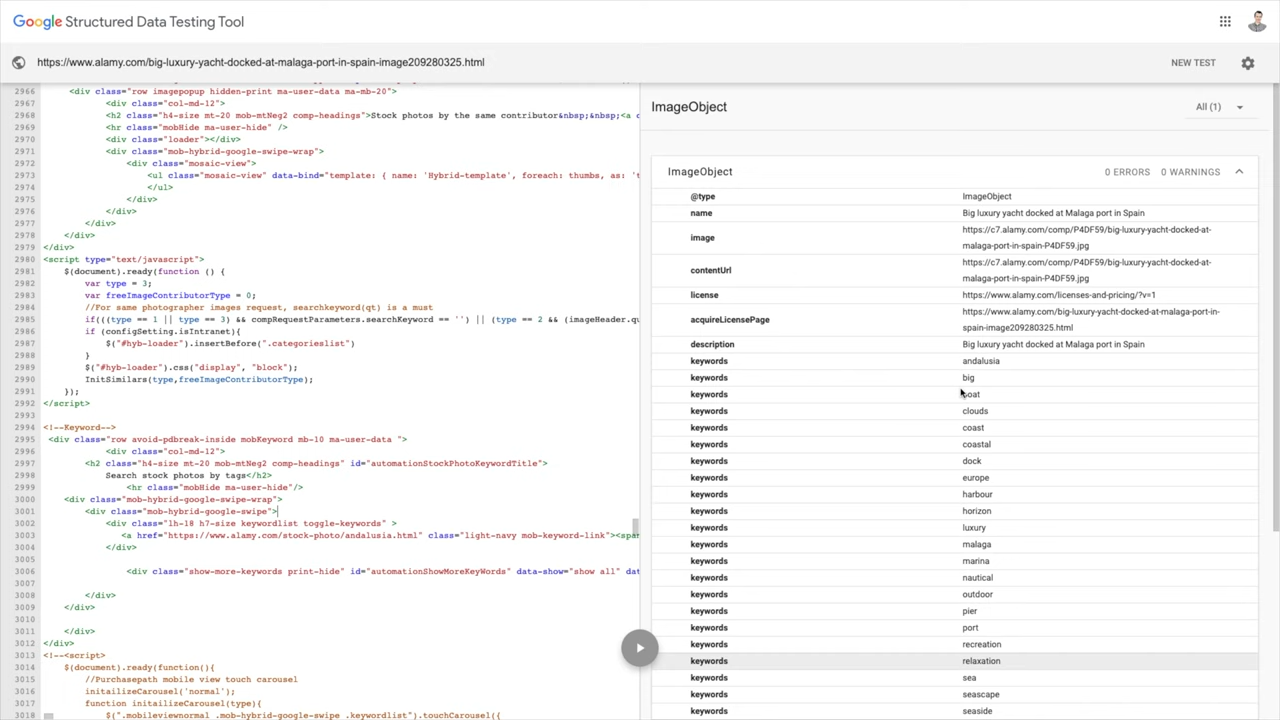 Google Structured Data Testing Tool
https://www.alamy.com/big-luxury-yacht-docked-at-malaga-port-in-spain-image209280325.html
NEW TEST
2966 <div class="row imagepopup hidden-print ma-user-data ma-mb-20">
2967 <div class="col-md-12">
2968 <h2 class="h4-size mt-20 mob-mtNeg2 comp-headings">Stock photos by the same contributor&nbsp;&nbsp;<a c
2969 <hr class="mobHide ma-user-hide" />
2970 <div class="loader"></div>
2971 <div class="mob-hybrid-google-swipe-wrap">
2972 <div class="mosaic-view">
2973 <ul class="mosaic-view" data-bind="template: { name: 'Hybrid-template', foreach: thumbs, as: 't
2974 </ul>
2975 </div>
2976 </div>
2977 </div>
2978 </div>
2979 </div>
2980 <script type="text/javascript">
2981 $(document).ready(function () {
2982 var type = 3;
2983 var freeImageContributorType = 0;
2984 //For same photographer images request, searchkeyword(qt) is a must
2985 if(((type == 1 || type == 3) && compRequestParameters.searchKeyword == '') || (type == 2 && (imageHeader.qu
2986 if (configSetting.isIntranet){
2987 $("#hyb-loader").insertBefore(".categorieslist")
2988 }
2989 $("#hyb-loader").css("display", "block");
2990 InitSimilars(type,freeImageContributorType);
2991 });
2992 </script>
2993
2994 <!--Keyword-->
2995 <div class="row avoid-pdbreak-inside mobKeyword mb-10 ma-user-data ">
2996 <div class="col-md-12">
2997 <h2 class="h4-size mt-20 mob-mtNeg2 comp-headings" id="automationStockPhotoKeywordTitle">
2998 Search stock photos by tags</h2>
2999 <hr class="mobHide ma-user-hide"/>
3000 <div class="mob-hybrid-google-swipe-wrap">
3001 <div class="mob-hybrid-google-swipe">
3002 <div class="lh-18 h7-size keywordlist toggle-keywords" >
3003 <a href="https://www.alamy.com/stock-photo/andalusia.html" class="light-navy mob-keyword-link"><span
3004 </div>
3005
3006 <div class="show-more-keywords print-hide" id="automationShowMoreKeyWords" data-show="show all" dat
3007
3008 </div>
3009 </div>
3010
3011 </div>
3012 </div>
3013 <!--<script>
3014 $(document).ready(function(){
3015 //Purchasepath mobile view touch carousel
3016 initailizeCarousel('normal');
3017 function initailizeCarousel(type){
3018 $(".mobileviewnormal .mob-hybrid-google-swipe .keywordlist").touchCarousel({
ImageObject
All (1)
ImageObject 0 ERRORS 0 WARNINGS
@type ImageObject
name Big luxury yacht docked at Malaga port in Spain
image https://c7.alamy.com/comp/P4DF59/big-luxury-yacht-docked-at-
malaga-port-in-spain-P4DF59.jpg
contentUrl https://c7.alamy.com/comp/P4DF59/big-luxury-yacht-docked-at-
malaga-port-in-spain-P4DF59.jpg
license https://www.alamy.com/licenses-and-pricing/?v=1
acquireLicensePage https://www.alamy.com/big-luxury-yacht-docked-at-malaga-port-in-
spain-image209280325.html
description Big luxury yacht docked at Malaga port in Spain
keywords andalusia
keywords big
keywords boat
keywords clouds
keywords coast
keywords coastal
keywords dock
keywords europe
keywords harbour
keywords horizon
keywords luxury
keywords malaga
keywords marina
keywords nautical
keywords outdoor
keywords pier
keywords port
keywords recreation
keywords relaxation
keywords sea
keywords seascape
keywords seaside